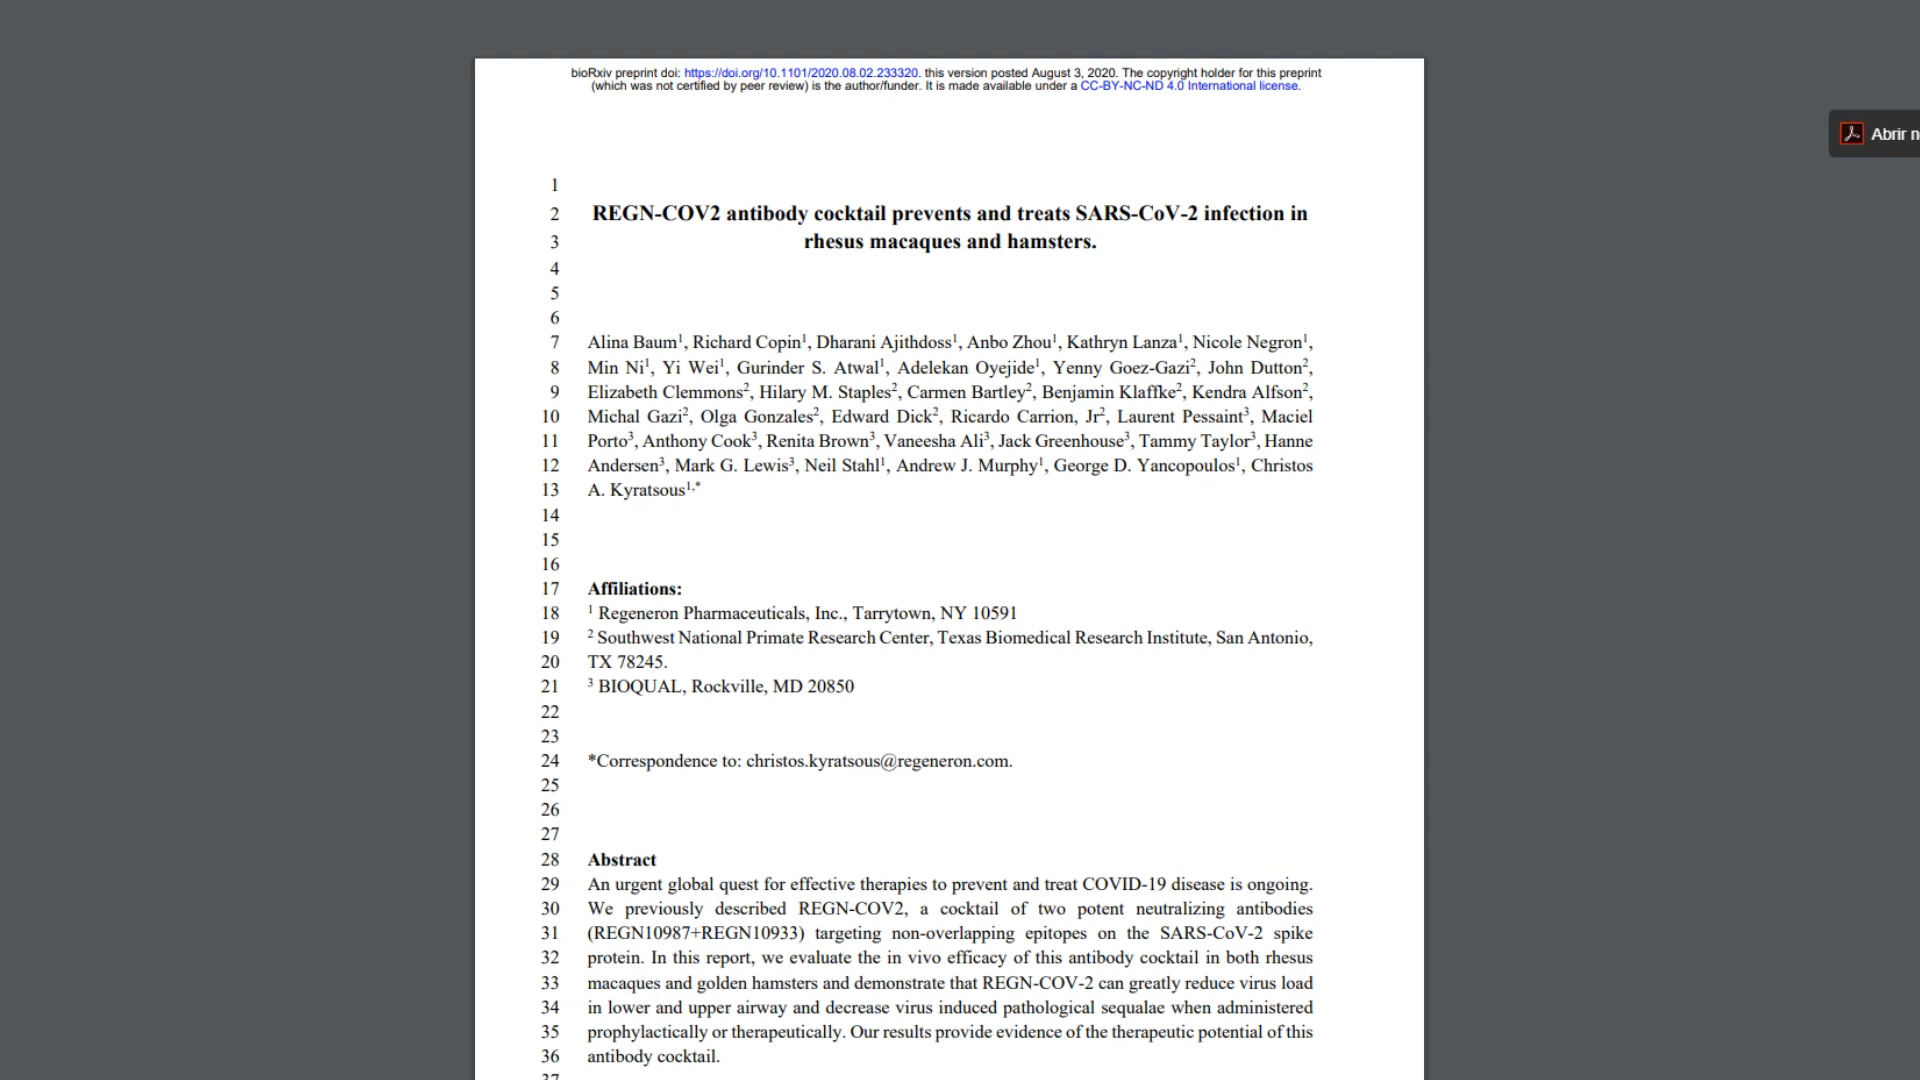 bioRxiv preprint doi: https://doi.org/10.1101/2020.08.02.233320. this version posted August 3, 2020. The copyright holder for this preprint
(which was not certified by peer review) is the author/funder. It is made available under a CC-BY-NC-ND 4.0 International license.
Abrir n
1
2 REGN-COV2 antibody cocktail prevents and treats SARS-CoV-2 infection in
3 rhesus macaques and hamsters.
4
5
6
7 Alina Baum¹, Richard Copin¹, Dharani Ajithdoss¹, Anbo Zhou¹, Kathryn Lanza¹, Nicole Negron¹,
8 Min Ni¹, Yi Wei¹, Gurinder S. Atwal¹, Adelekan Oyejide¹, Yenny Goez-Gazi², John Dutton²,
9 Elizabeth Clemmons², Hilary M. Staples², Carmen Bartley², Benjamin Klaffke², Kendra Alfson²,
10 Michal Gazi², Olga Gonzales², Edward Dick², Ricardo Carrion, Jr², Laurent Pessaint³, Maciel
11 Porto³, Anthony Cook³, Renita Brown³, Vaneesha Ali³, Jack Greenhouse³, Tammy Taylor³, Hanne
12 Andersen³, Mark G. Lewis³, Neil Stahl¹, Andrew J. Murphy¹, George D. Yancopoulos¹, Christos
13 A. Kyratsous¹,*
14
15
16
17 Affiliations:
18 ¹ Regeneron Pharmaceuticals, Inc., Tarrytown, NY 10591
19 ² Southwest National Primate Research Center, Texas Biomedical Research Institute, San Antonio,
20 TX 78245.
21 ³ BIOQUAL, Rockville, MD 20850
22
23
24 *Correspondence to: christos.kyratsous@regeneron.com.
25
26
27
28 Abstract
29 An urgent global quest for effective therapies to prevent and treat COVID-19 disease is ongoing.
30 We previously described REGN-COV2, a cocktail of two potent neutralizing antibodies
31 (REGN10987+REGN10933) targeting non-overlapping epitopes on the SARS-CoV-2 spike
32 protein. In this report, we evaluate the in vivo efficacy of this antibody cocktail in both rhesus
33 macaques and golden hamsters and demonstrate that REGN-COV-2 can greatly reduce virus load
34 in lower and upper airway and decrease virus induced pathological sequalae when administered
35 prophylactically or therapeutically. Our results provide evidence of the therapeutic potential of this
36 antibody cocktail.
37